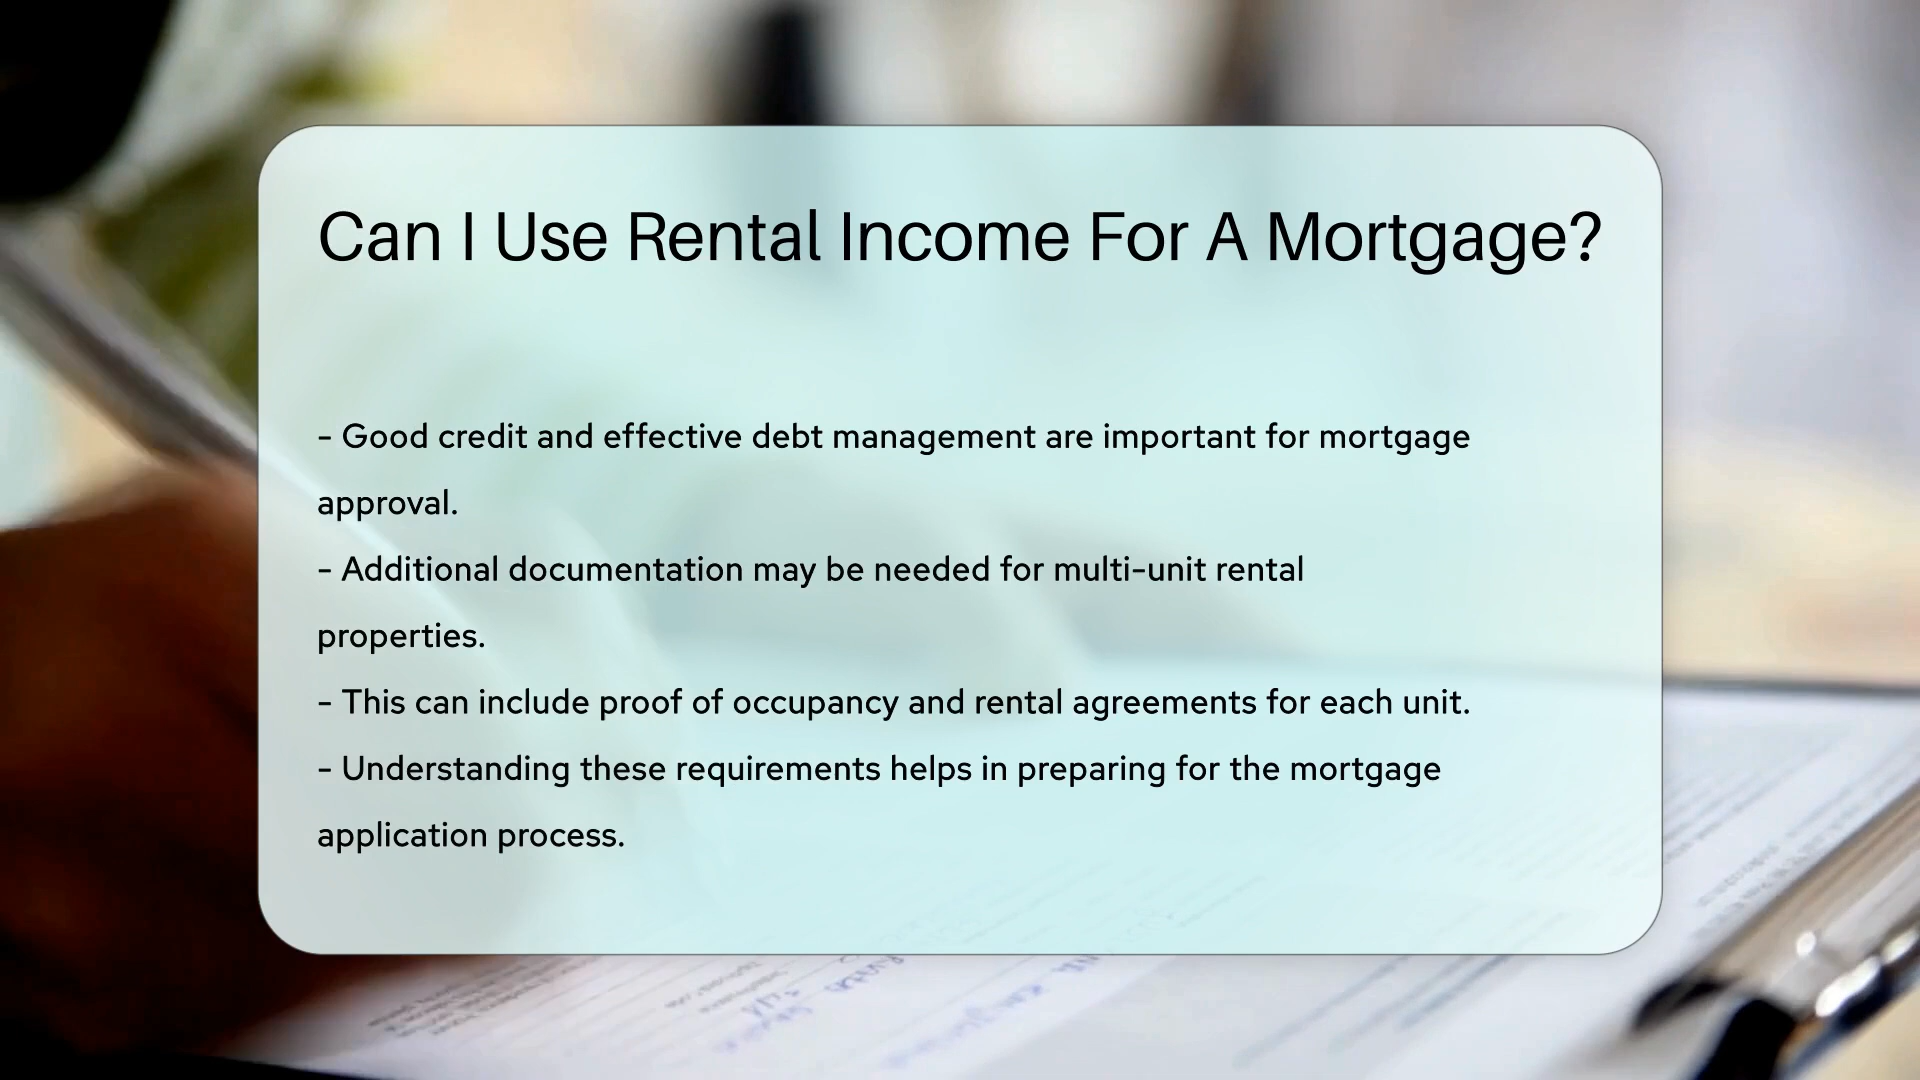 Can I Use Rental Income For A Mortgage?
- Good credit and effective debt management are important for mortgage
approval.
- Additional documentation may be needed for multi-unit rental
properties.
- This can include proof of occupancy and rental agreements for each unit.
- Understanding these requirements helps in preparing for the mortgage
application process.